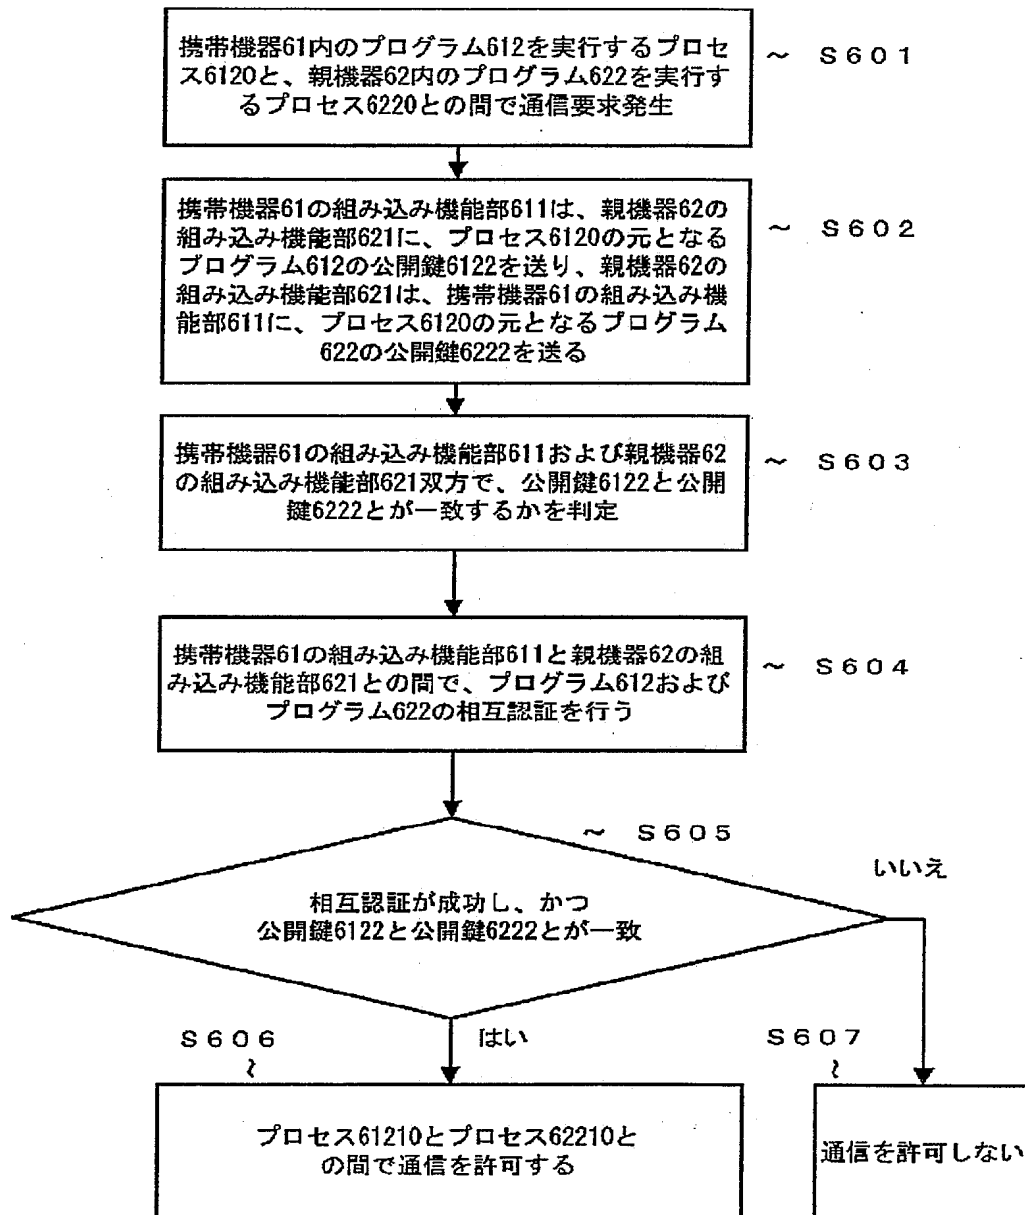 携帯機器61内のプログラム612を実行するプロセ
ス6120と、親機器62内のプログラム622を実行す
るプロセス6220との間で通信要求発生
～ S601
携帯機器61の組み込み機能部611は、親機器62の
組み込み機能部621に、プロセス6120の元となる
プログラム612の公開鍵6122を送り、親機器62の
組み込み機能部621は、携帯機器61の組み込み機
能部611に、プロセス6120の元となるプログラム
622の公開鍵6222を送る
～ S602
携帯機器61の組み込み機能部611および親機器62
の組み込み機能部621双方で、公開鍵6122と公開
鍵6222とが一致するかを判定
～ S603
携帯機器61の組み込み機能部611と親機器62の組
み込み機能部621との間で、プログラム612および
プログラム622の相互認証を行う
～ S604
～ S605
いいえ
相互認証が成功し、かつ
公開鍵6122と公開鍵6222とが一致
S606
～
はい
S607
～
プロセス61210とプロセス62210と
の間で通信を許可する
通信を許可しない